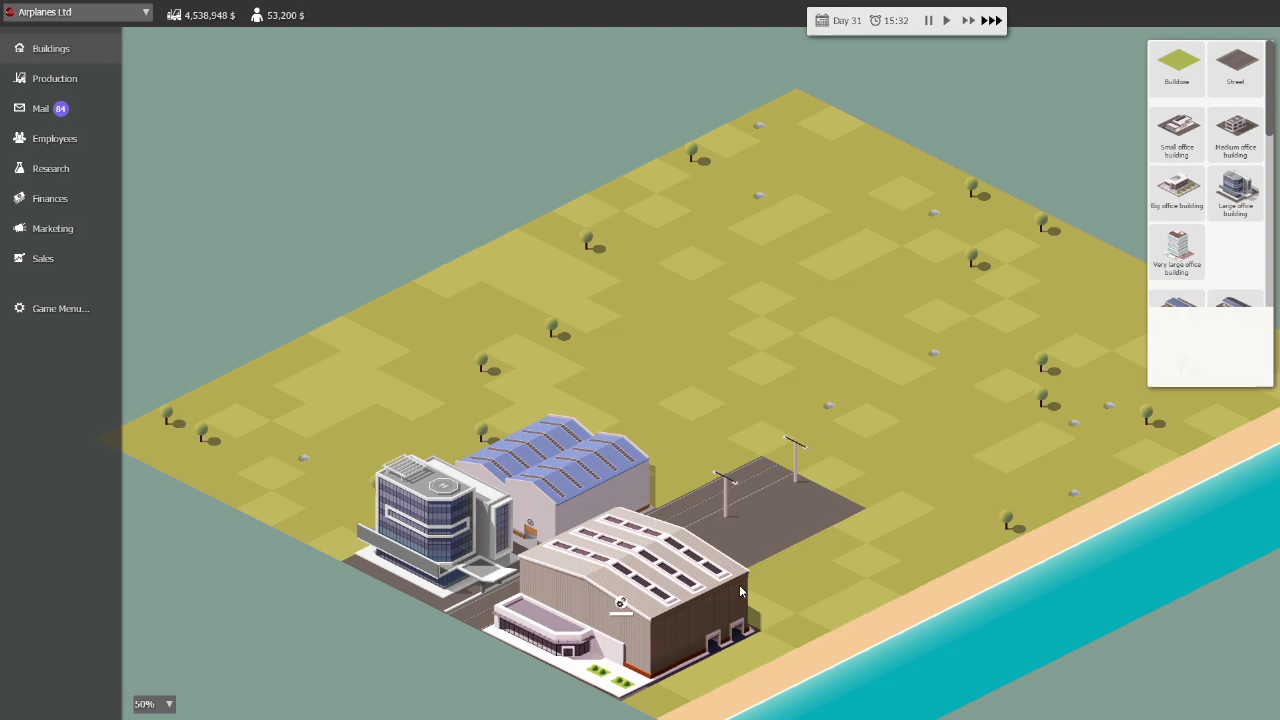 Airplanes Ltd
4,538,948 $
53,200 $
Day 31
15:32
Buildings
Production
Mail 84
Employees
Research
Finances
Marketing
Sales
Game Menu...
Bulldoze
Street
Small office
building
Medium office
building
Big office building
Large office
building
Very large office
building
H
50%